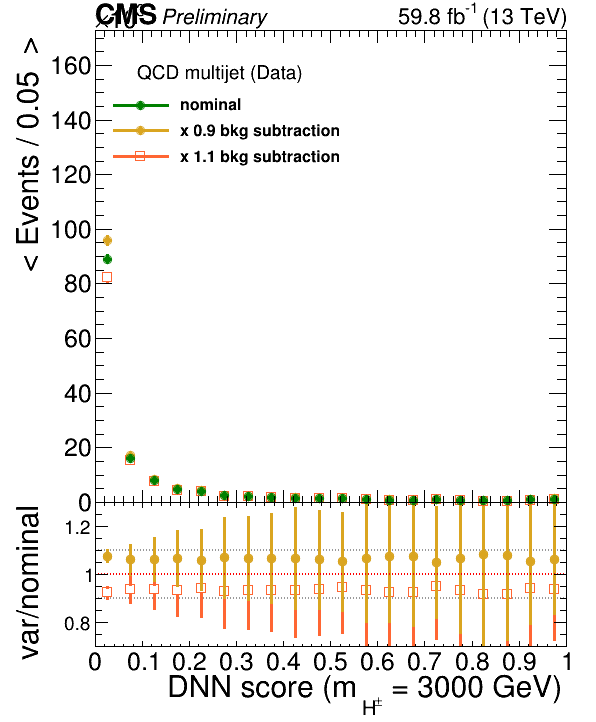 CMS Preliminary 59.8 fb-1 (13 TeV)
QCD multijet (Data)
nominal
x 0.9 bkg subtraction
x 1.1 bkg subtraction
< Events / 0.05 >
160
140
120
100
80
60
40
20
0
var/nominal
1.2
1
0.8
0 0.1 0.2 0.3 0.4 0.5 0.6 0.7 0.8 0.9 1
DNN score (m H± = 3000 GeV)